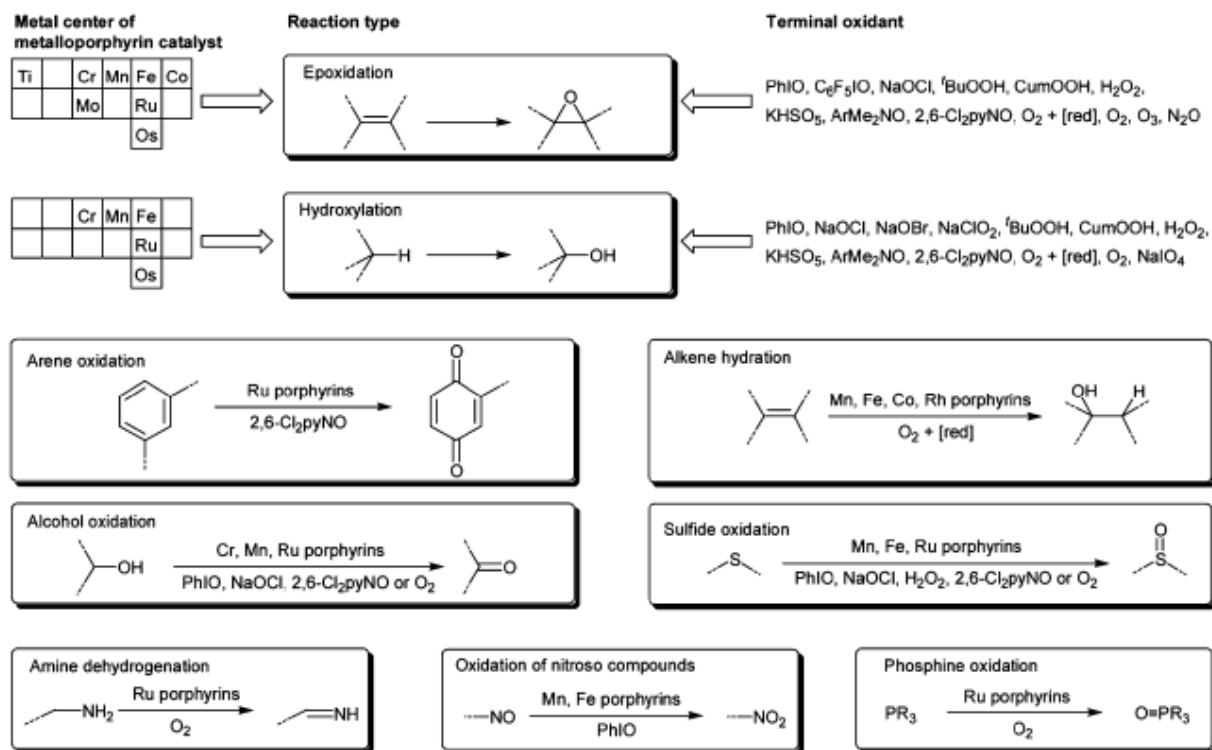 Metal center of
metalloporphyrin catalyst
Reaction type
Terminal oxidant
Ti Cr Mn Fe Co
Mo Ru
Os
Epoxidation
O
PhIO, C₆F₅IO, NaOCl, ᵗBuOOH, CumOOH, H₂O₂,
KHSO₅, ArMe₂NO, 2,6-Cl₂pyNO, O₂ + [red], O₂, O₃, N₂O
Cr Mn Fe
Ru
Os
Hydroxylation
H
OH
PhIO, NaOCl, NaOBr, NaClO₂, ᵗBuOOH, CumOOH, H₂O₂,
KHSO₅, ArMe₂NO, 2,6-Cl₂pyNO, O₂ + [red], O₂, NaIO₄
Arene oxidation
Ru porphyrins
2,6-Cl₂pyNO
O
O
Alkene hydration
Mn, Fe, Co, Rh porphyrins
O₂ + [red]
OH H
Alcohol oxidation
OH
Cr, Mn, Ru porphyrins
PhIO, NaOCl, 2,6-Cl₂pyNO or O₂
O
Sulfide oxidation
S
Mn, Fe, Ru porphyrins
PhIO, NaOCl, H₂O₂, 2,6-Cl₂pyNO or O₂
O
S
Amine dehydrogenation
NH₂
Ru porphyrins
O₂
NH
Oxidation of nitroso compounds
NO
Mn, Fe porphyrins
PhIO
NO₂
Phosphine oxidation
PR₃
Ru porphyrins
O₂
O=PR₃